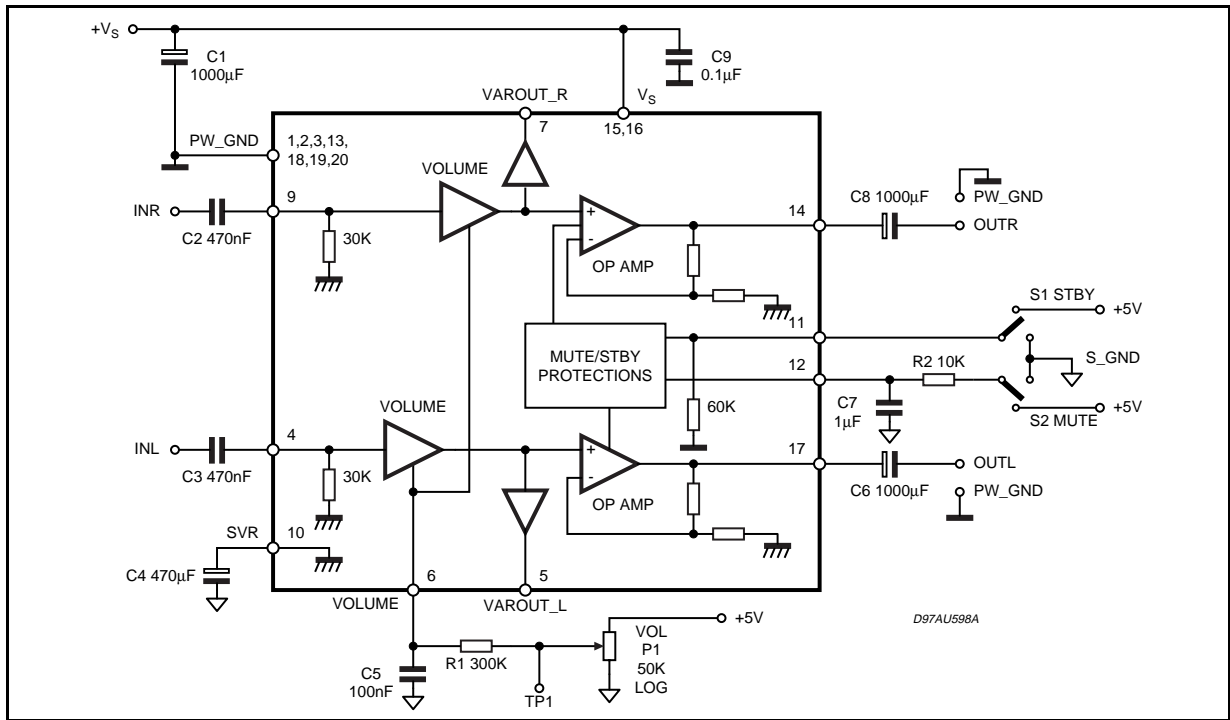 +VS
C1
1000µF
C9
0.1µF
VAROUT_R
VS
7
15,16
PW_GND
1,2,3,13,
18,19,20
VOLUME
INR
9
C2 470nF
30K
+
-
OP AMP
14
C8 1000µF
PW_GND
OUTR
S1 STBY
+5V
11
MUTE/STBY
PROTECTIONS
12
R2 10K
S_GND
60K
C7
1µF
S2 MUTE
+5V
VOLUME
INL
4
C3 470nF
30K
+
-
OP AMP
17
C6 1000µF
OUTL
PW_GND
SVR
10
C4 470µF
6
5
VOLUME
VAROUT_L
+5V
D97AU598A
VOL
P1
50K
LOG
R1 300K
C5
100nF
TP1